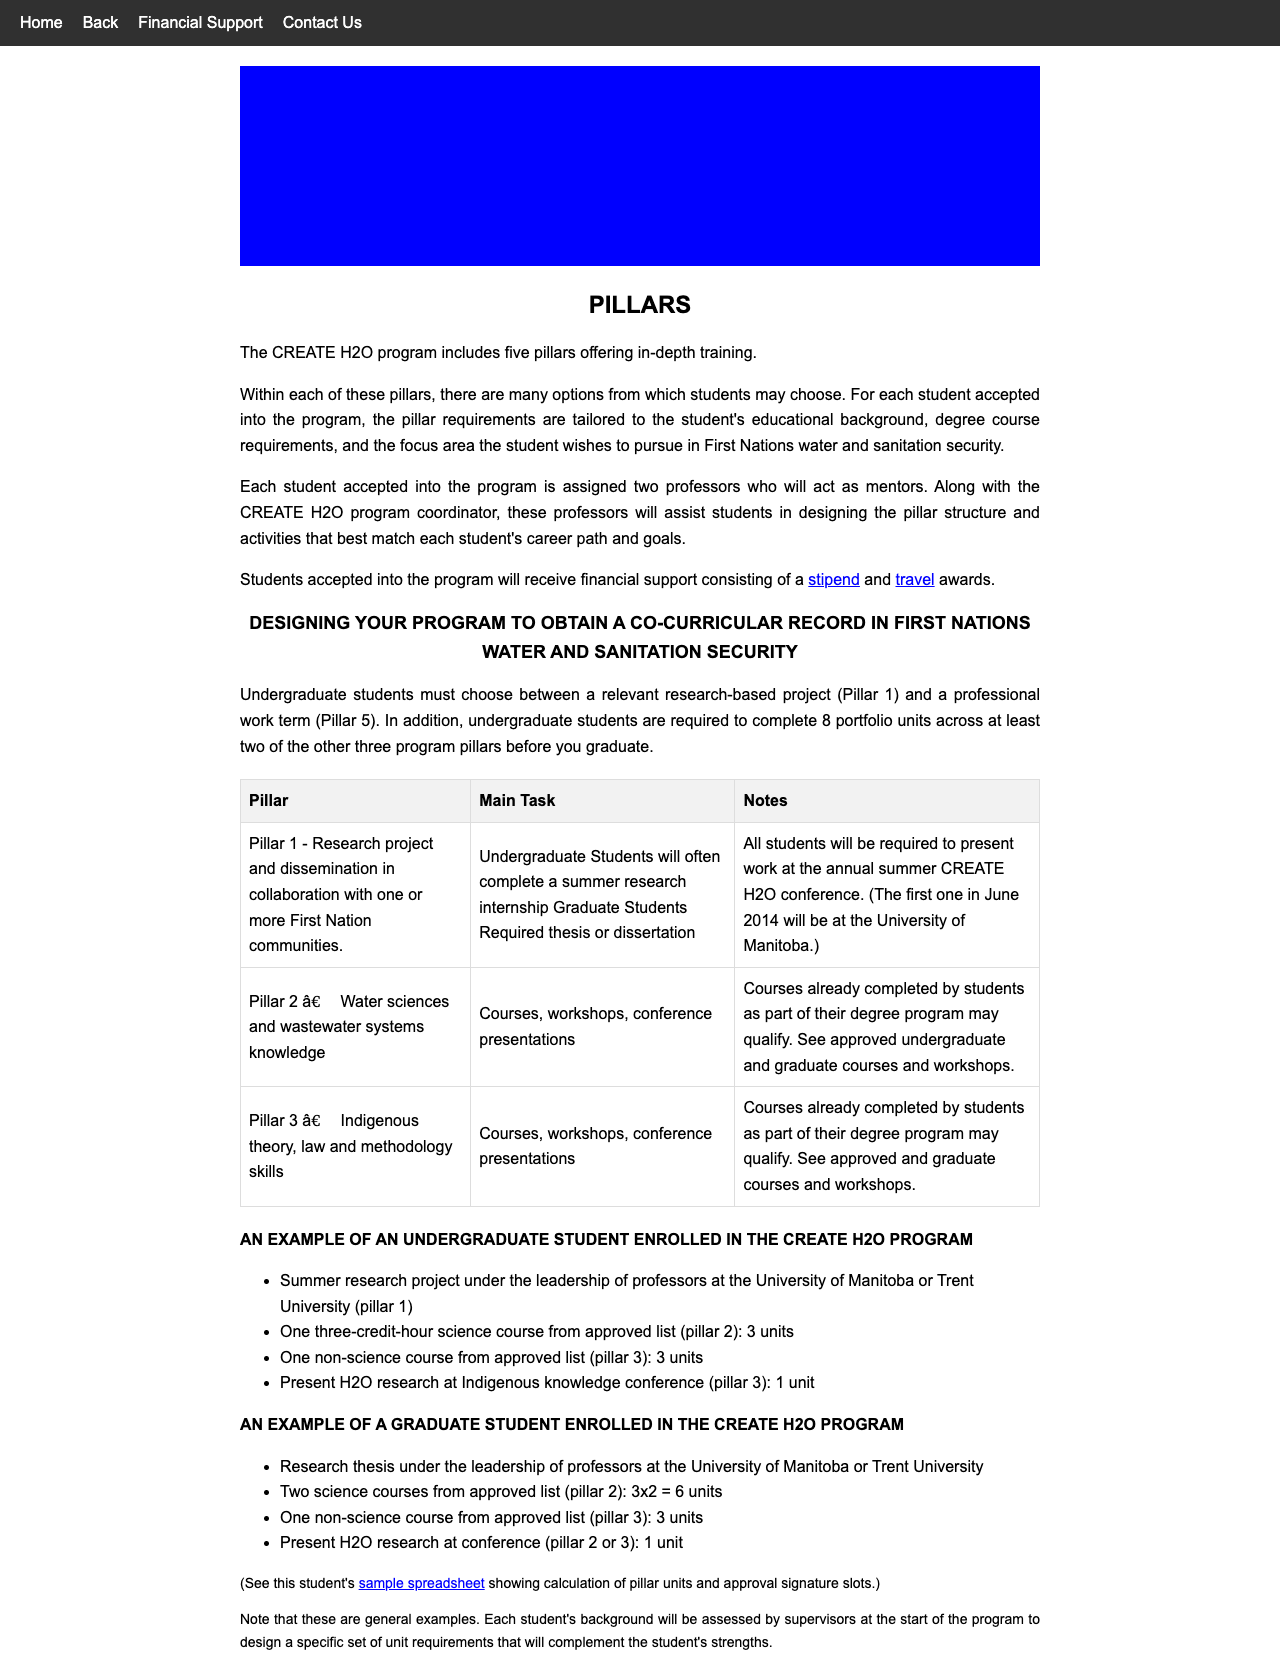 Home Back Financial Support Contact Us
PILLARS
The CREATE H2O program includes five pillars offering in-depth training.
Within each of these pillars, there are many options from which students may choose. For each student accepted
into the program, the pillar requirements are tailored to the student's educational background, degree course
requirements, and the focus area the student wishes to pursue in First Nations water and sanitation security.
Each student accepted into the program is assigned two professors who will act as mentors. Along with the
CREATE H2O program coordinator, these professors will assist students in designing the pillar structure and
activities that best match each student's career path and goals.
Students accepted into the program will receive financial support consisting of a stipend and travel awards.
DESIGNING YOUR PROGRAM TO OBTAIN A CO-CURRICULAR RECORD IN FIRST NATIONS
WATER AND SANITATION SECURITY
Undergraduate students must choose between a relevant research-based project (Pillar 1) and a professional
work term (Pillar 5). In addition, undergraduate students are required to complete 8 portfolio units across at least
two of the other three program pillars before you graduate.
Pillar Main Task Notes
Pillar 1 - Research project
and dissemination in
collaboration with one or
more First Nation
communities.
Undergraduate Students will often
complete a summer research
internship Graduate Students
Required thesis or dissertation
All students will be required to present
work at the annual summer CREATE
H2O conference. (The first one in June
2014 will be at the University of
Manitoba.)
Pillar 2 â€ Water sciences
and wastewater systems
knowledge
Courses, workshops, conference
presentations
Courses already completed by students
as part of their degree program may
qualify. See approved undergraduate
and graduate courses and workshops.
Pillar 3 â€ Indigenous
theory, law and methodology
skills
Courses, workshops, conference
presentations
Courses already completed by students
as part of their degree program may
qualify. See approved and graduate
courses and workshops.
AN EXAMPLE OF AN UNDERGRADUATE STUDENT ENROLLED IN THE CREATE H2O PROGRAM
• Summer research project under the leadership of professors at the University of Manitoba or Trent
University (pillar 1)
• One three-credit-hour science course from approved list (pillar 2): 3 units
• One non-science course from approved list (pillar 3): 3 units
• Present H2O research at Indigenous knowledge conference (pillar 3): 1 unit
AN EXAMPLE OF A GRADUATE STUDENT ENROLLED IN THE CREATE H2O PROGRAM
• Research thesis under the leadership of professors at the University of Manitoba or Trent University
• Two science courses from approved list (pillar 2): 3x2 = 6 units
• One non-science course from approved list (pillar 3): 3 units
• Present H2O research at conference (pillar 2 or 3): 1 unit
(See this student's sample spreadsheet showing calculation of pillar units and approval signature slots.)
Note that these are general examples. Each student's background will be assessed by supervisors at the start of the program to
design a specific set of unit requirements that will complement the student's strengths.